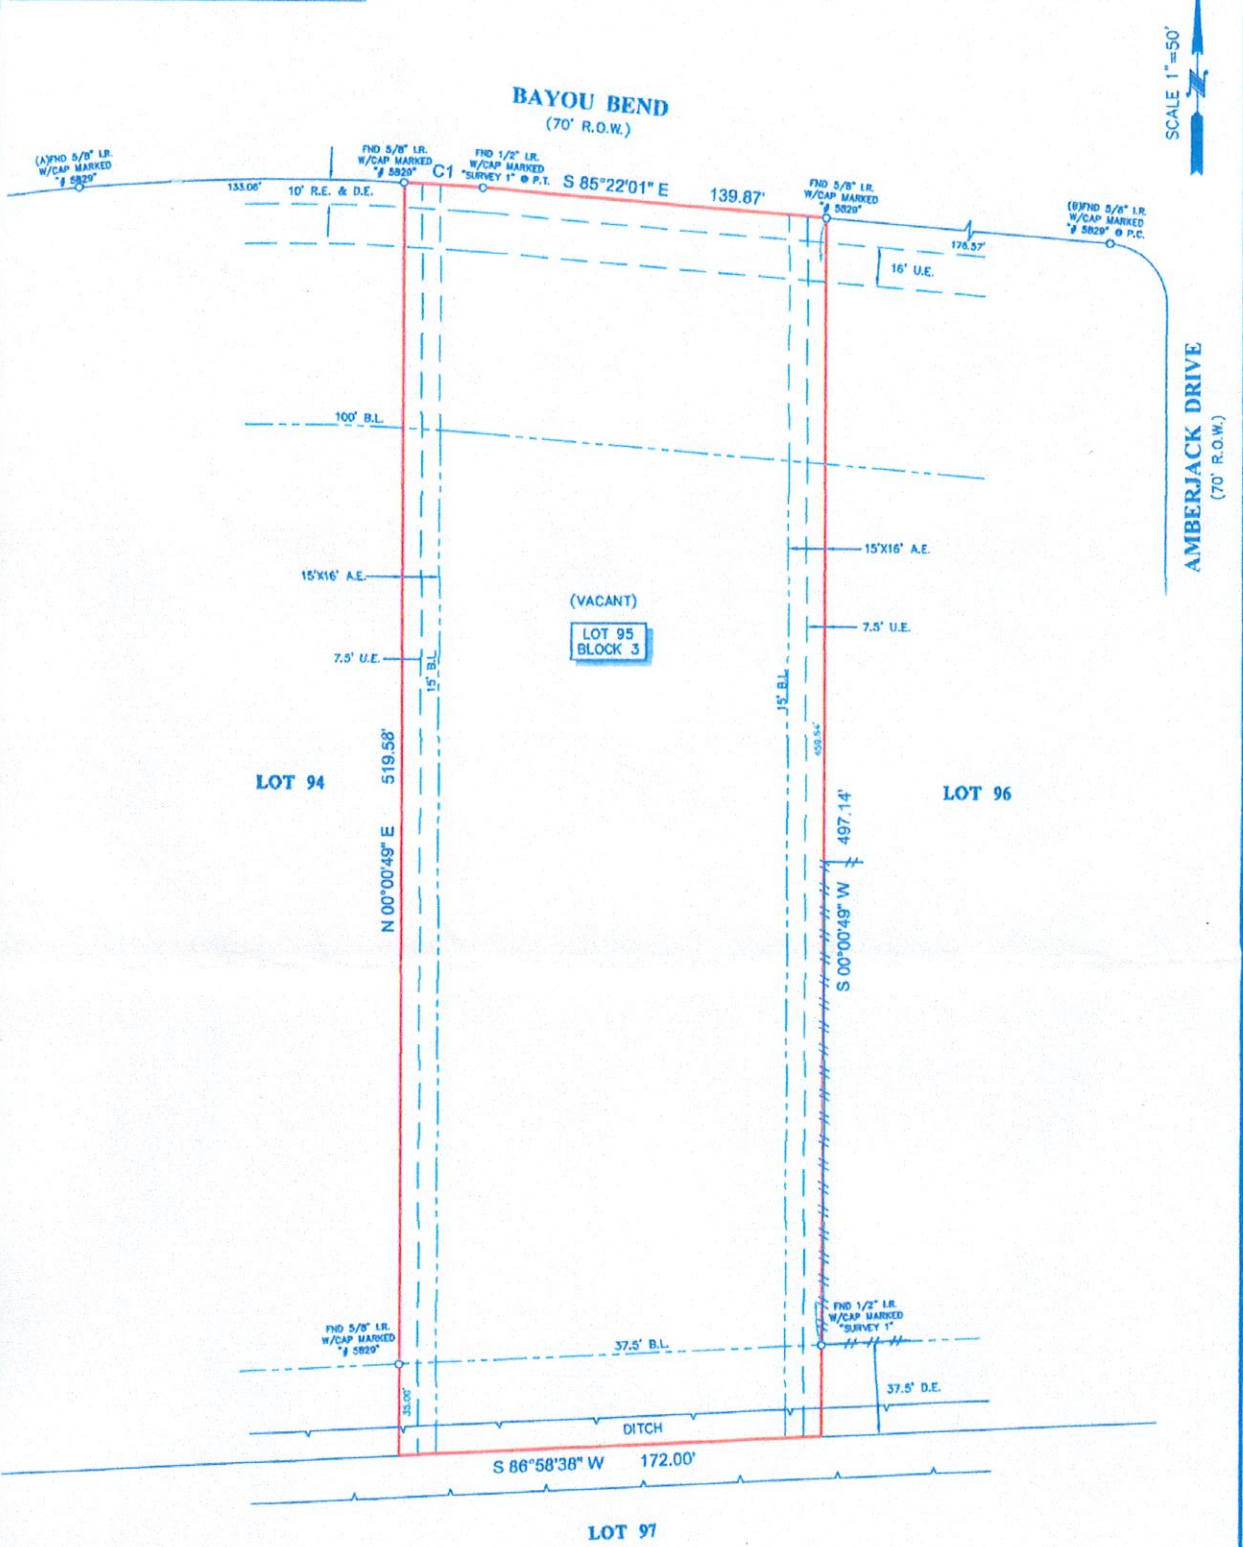 SCALE 1"=50'
BAYOU BEND
(70' R.O.W.)
(A)FND 5/8" I.R.
W/CAP MARKED
"# 5829"
133.06'
10' R.E. & D.E.
FND 5/8" I.R.
W/CAP MARKED
"# 5829"
C1
FND 1/2" I.R.
W/CAP MARKED
"SURVEY 1" @ P.T.
S 85°22'01" E
139.87'
FND 5/8" I.R.
W/CAP MARKED
"# 5829"
(B)FND 5/8" I.R.
W/CAP MARKED
"# 5829" @ P.C.
176.57'
16' U.E.
AMBERJACK DRIVE
(70' R.O.W.)
100' B.L.
15'X16' A.E.
15'X16' A.E.
(VACANT)
LOT 95
BLOCK 3
7.5' U.E.
7.5' U.E.
15' B.L.
15' B.L.
N 00°00'49" E 519.58'
S 00°00'49" W 497.14'
LOT 94
LOT 96
FND 5/8" I.R.
W/CAP MARKED
"# 5829"
FND 1/2" I.R.
W/CAP MARKED
"SURVEY 1"
37.5' B.L.
35.00'
37.5' D.E.
DITCH
S 86°58'38" W 172.00'
LOT 97